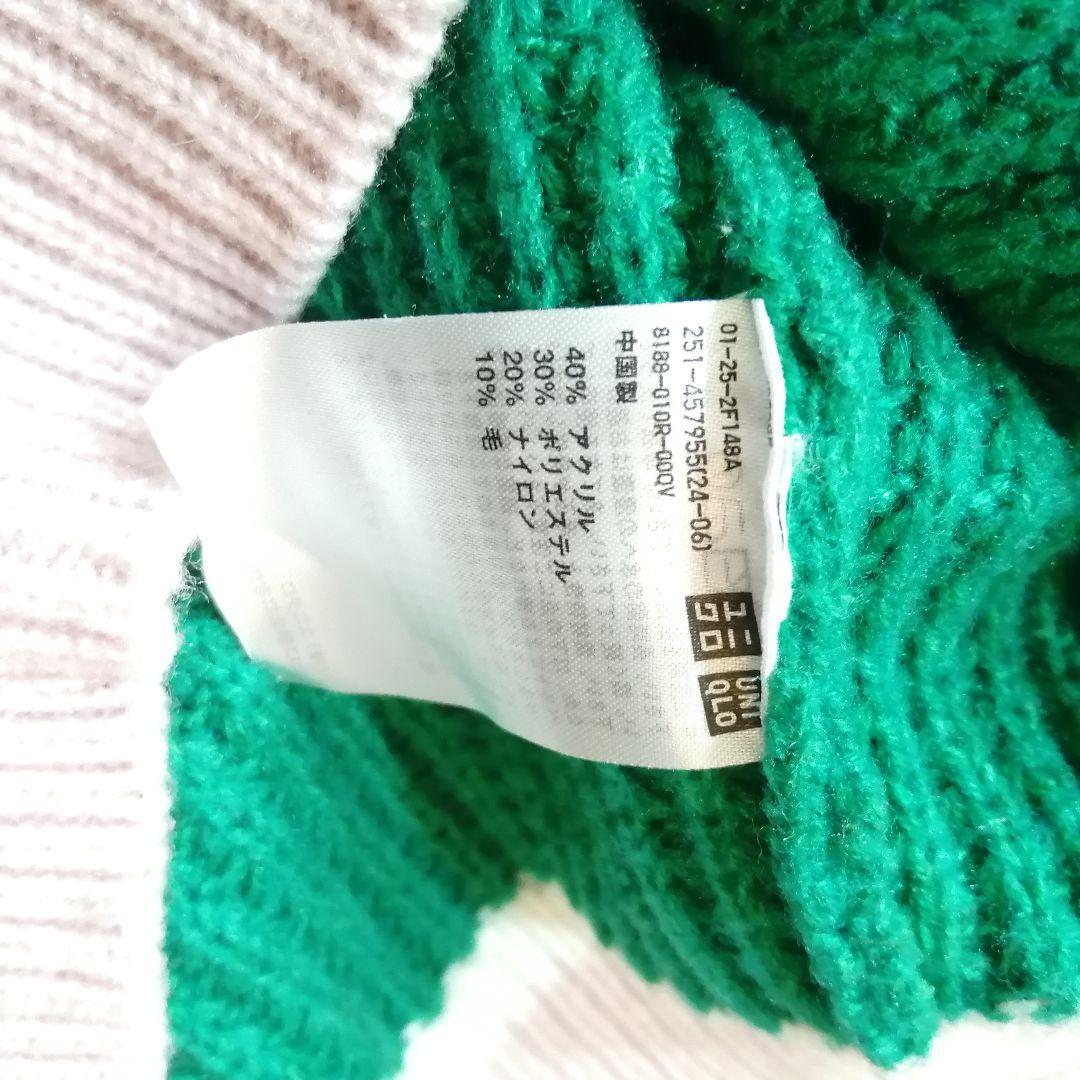 ユニ
クロ
UNI
QLO
01-25-2F148A
251-457955(24-06)
8188-010R-00QV
中国製
40% アクリル
30% ポリエステル
20% ナイロン
10% 毛